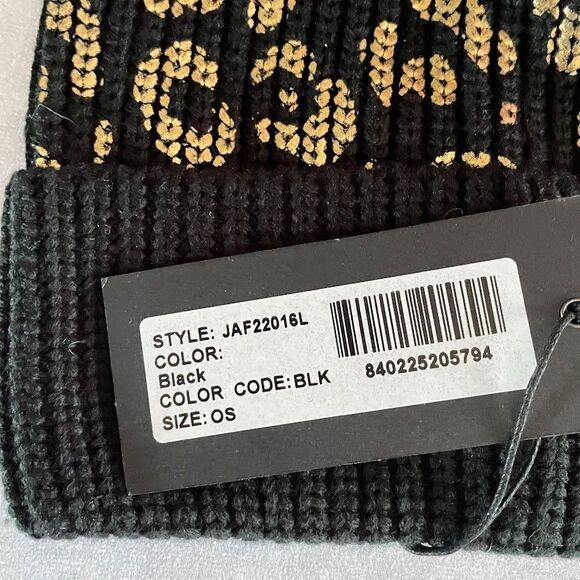 STYLE: JAF22016L
COLOR:
Black
COLOR CODE: BLK
SIZE: OS
840225205794